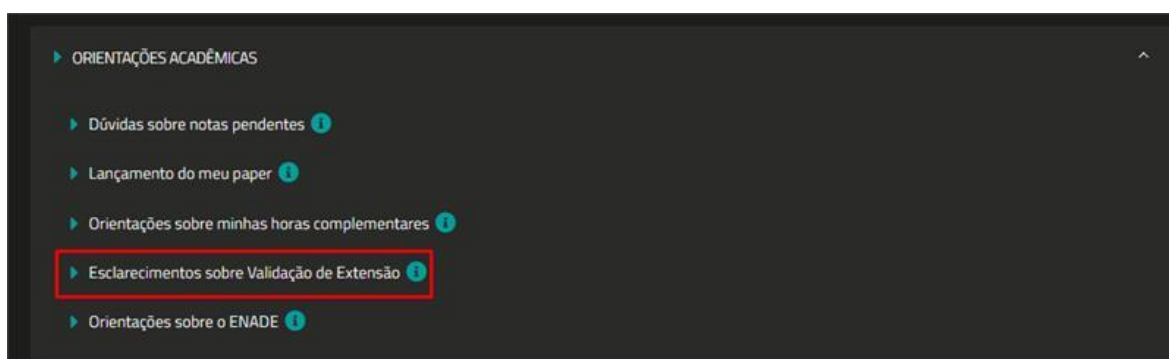 ORIENTAÇÕES ACADÊMICAS
Dúvidas sobre notas pendentes
Lançamento do meu paper
Orientações sobre minhas horas complementares
Esclarecimentos sobre Validação de Extensão
Orientações sobre o ENADE